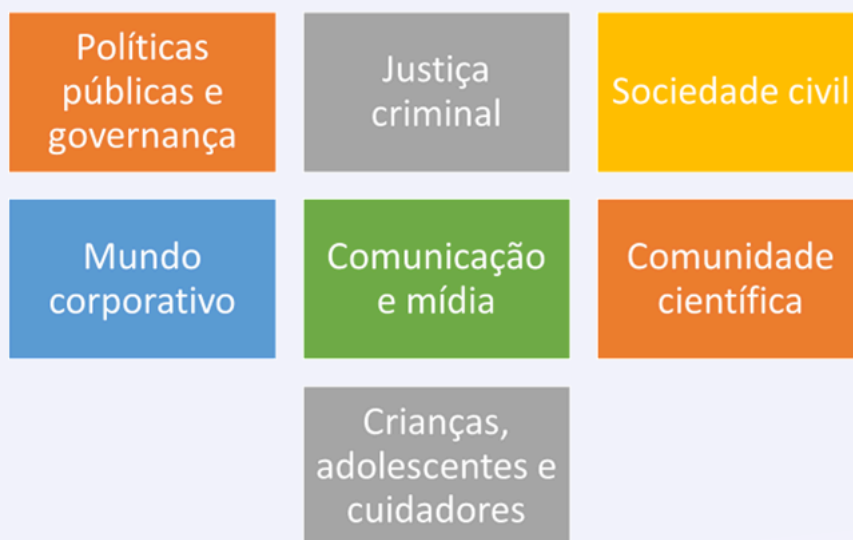 Políticas
públicas e
governança
Justiça
criminal
Sociedade civil
Mundo
corporativo
Comunicação
e mídia
Comunidade
científica
Crianças,
adolescentes e
cuidadores